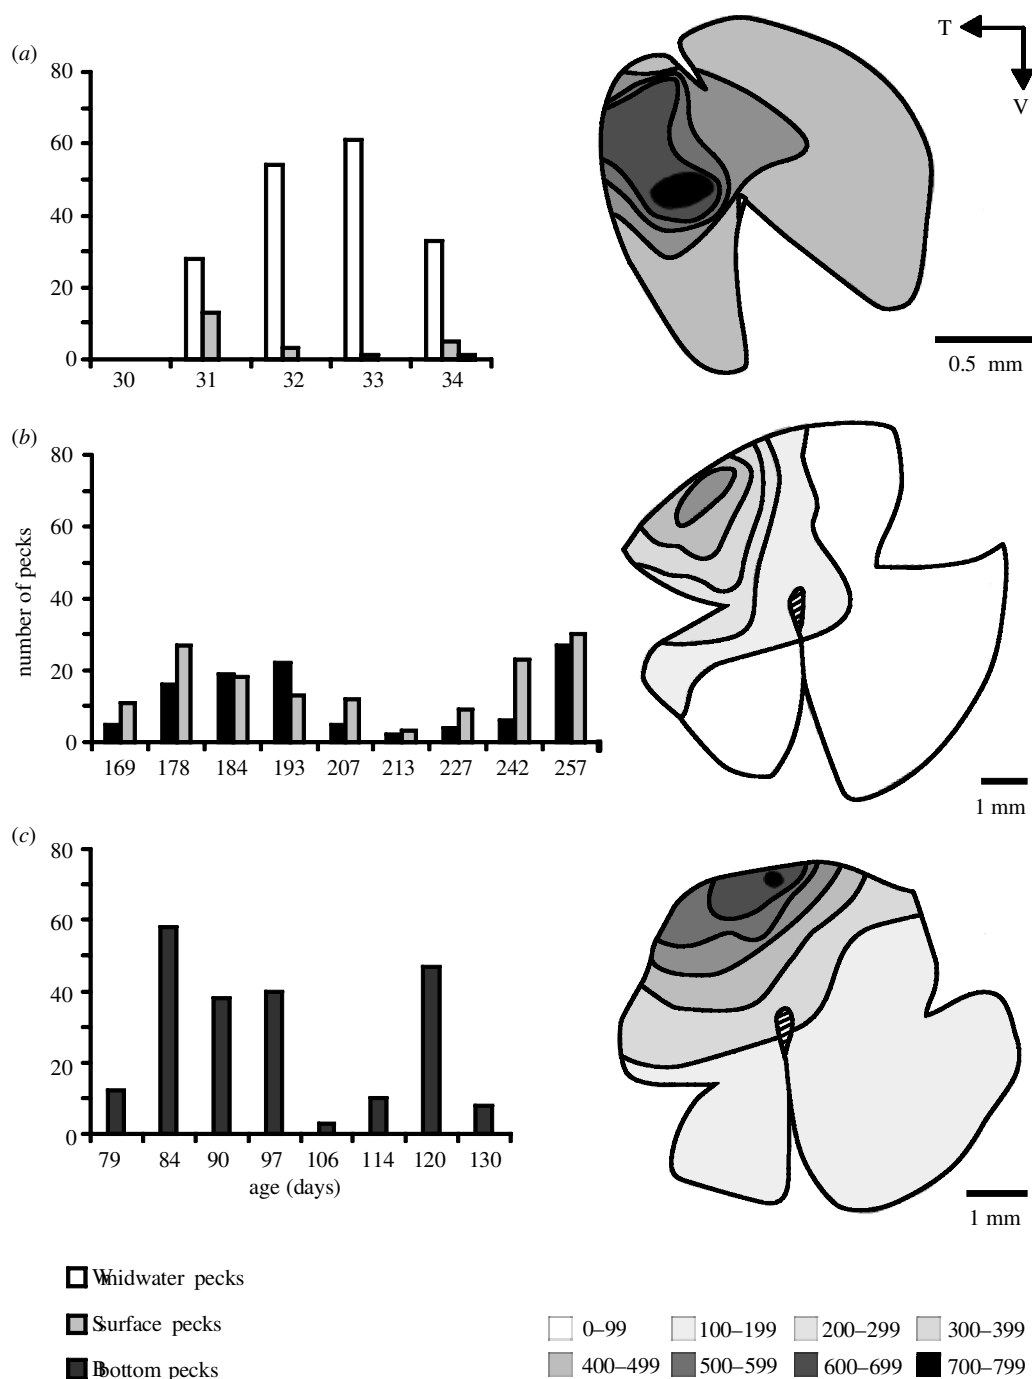 (a)
T
V
80
60
40
20
0
30 31 32 33 34
0.5 mm
(b)
80
60
40
20
0
number of pecks
169 178 184 193 207 213 227 242 257
1 mm
(c)
80
60
40
20
0
79 84 90 97 106 114 120 130
age (days)
1 mm
midwater pecks
surface pecks
bottom pecks
0–99 100–199 200–299 300–399
400–499 500–599 600–699 700–799